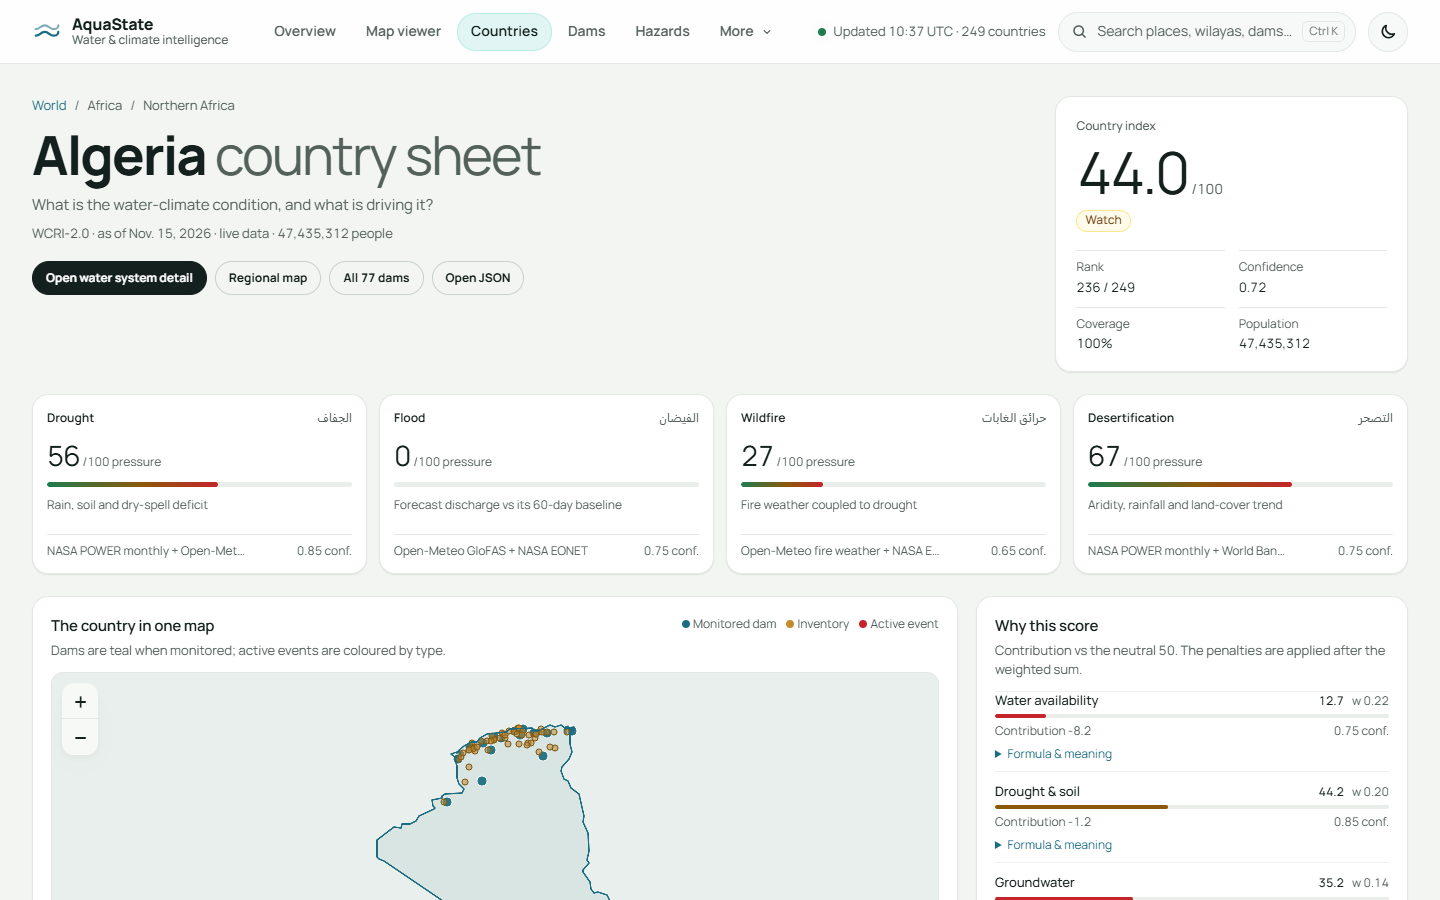 AquaState
Water & climate intelligence
Overview
Map viewer
Countries
Dams
Hazards
More
Updated 10:37 UTC · 249 countries
Search places, wilayas, dams...
Ctrl K
World / Africa / Northern Africa
Algeria country sheet
What is the water-climate condition, and what is driving it?
WCRI-2.0 · as of Nov. 15, 2026 · live data · 47,435,312 people
Open water system detail
Regional map
All 77 dams
Open JSON
Country index
44.0 /100
Watch
Rank
236 / 249
Confidence
0.72
Coverage
100%
Population
47,435,312
Drought
الجفاف
56 /100 pressure
Rain, soil and dry-spell deficit
NASA POWER monthly + Open-Met...
0.85 conf.
Flood
الفيضان
0 /100 pressure
Forecast discharge vs its 60-day baseline
Open-Meteo GloFAS + NASA EONET
0.75 conf.
Wildfire
حرائق الغابات
27 /100 pressure
Fire weather coupled to drought
Open-Meteo fire weather + NASA E...
0.65 conf.
Desertification
التصحر
67 /100 pressure
Aridity, rainfall and land-cover trend
NASA POWER monthly + World Ban...
0.75 conf.
The country in one map
Monitored dam
Inventory
Active event
Dams are teal when monitored; active events are coloured by type.
+
−
Why this score
Contribution vs the neutral 50. The penalties are applied after the
weighted sum.
Water availability
12.7 w 0.22
Contribution -8.2
0.75 conf.
Formula & meaning
Drought & soil
44.2 w 0.20
Contribution -1.2
0.85 conf.
Formula & meaning
Groundwater
35.2 w 0.14